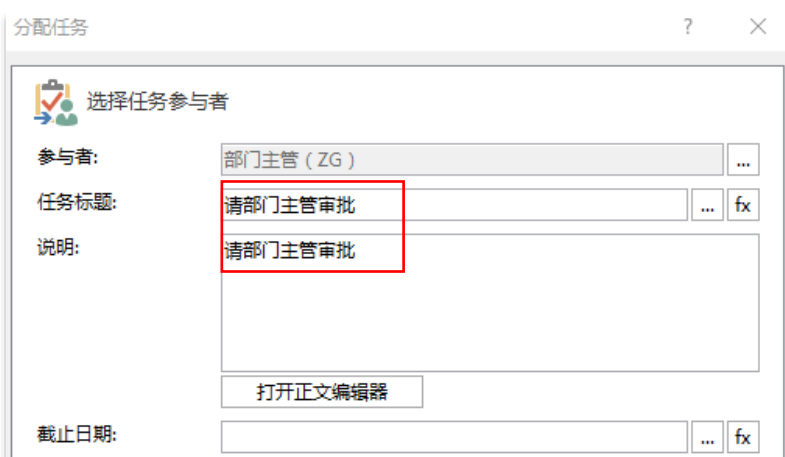 分配任务
选择任务参与者
参与者: 部门主管（ZG） ...
任务标题: 请部门主管审批 ... fx
说明: 请部门主管审批
打开正文编辑器
截止日期: ... fx